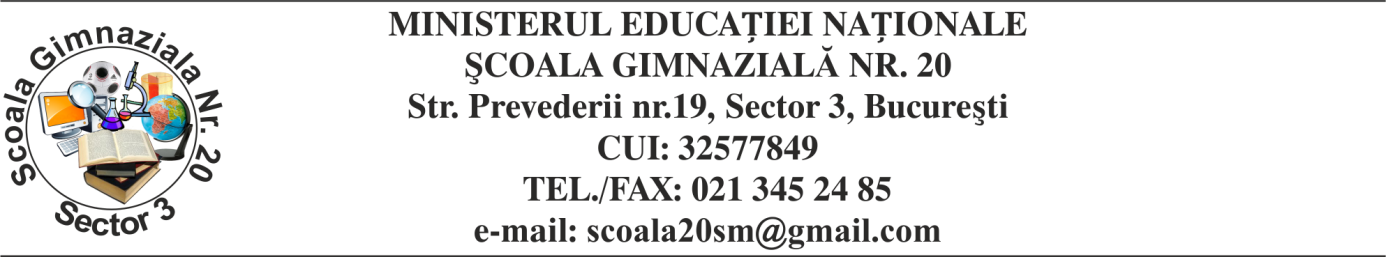 Scoala Gimnaziala Nr. 20
Sector 3
MINISTERUL EDUCAȚIEI NAȚIONALE
ŞCOALA GIMNAZIALĂ NR. 20
Str. Prevederii nr.19, Sector 3, Bucureşti
CUI: 32577849
TEL./FAX: 021 345 24 85
e-mail: scoala20sm@gmail.com